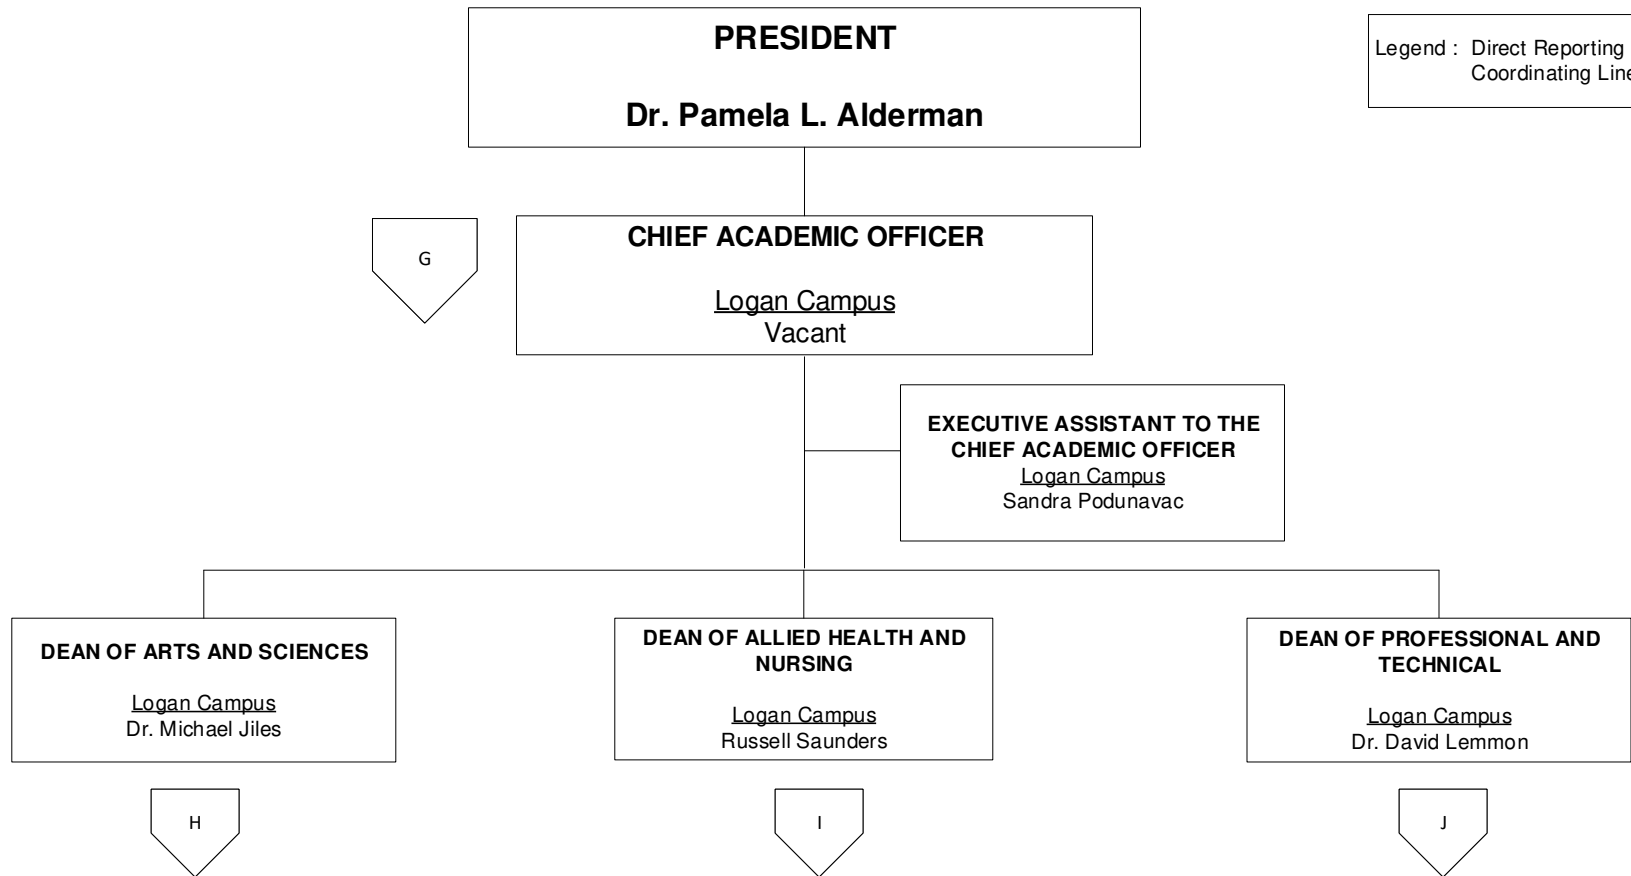 PRESIDENT
Dr. Pamela L. Alderman
Legend : Direct Reporting
Coordinating Line
G
CHIEF ACADEMIC OFFICER
Logan Campus
Vacant
EXECUTIVE ASSISTANT TO THE
CHIEF ACADEMIC OFFICER
Logan Campus
Sandra Podunavac
DEAN OF ARTS AND SCIENCES
Logan Campus
Dr. Michael Jiles
DEAN OF ALLIED HEALTH AND
NURSING
Logan Campus
Russell Saunders
DEAN OF PROFESSIONAL AND
TECHNICAL
Logan Campus
Dr. David Lemmon
H
I
J